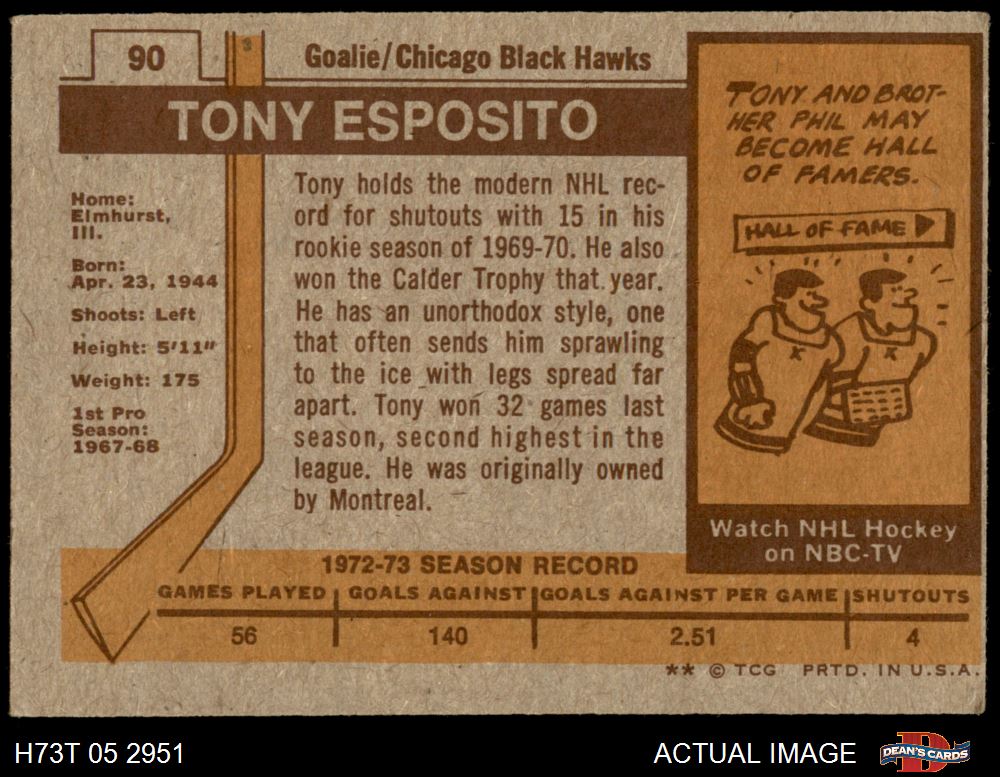 90
Goalie/Chicago Black Hawks
TONY ESPOSITO
Home:
Elmhurst,
Ill.
Born:
Apr. 23, 1944
Shoots: Left
Height: 5'11"
Weight: 175
1st Pro
Season:
1967-68
Tony holds the modern NHL rec-
ord for shutouts with 15 in his
rookie season of 1969-70. He also
won the Calder Trophy that year.
He has an unorthodox style, one
that often sends him sprawling
to the ice with legs spread far
apart. Tony won 32 games last
season, second highest in the
league. He was originally owned
by Montreal.
TONY AND BROT-
HER PHIL MAY
BECOME HALL
OF FAMERS.
HALL OF FAME
Watch NHL Hockey
on NBC-TV
1972-73 SEASON RECORD
GAMES PLAYED GOALS AGAINST GOALS AGAINST PER GAME SHUTOUTS
56 140 2.51 4
** © TCG PRTD. IN U.S.A.
H73T 05 2951
ACTUAL IMAGE
DEAN'S CARDS